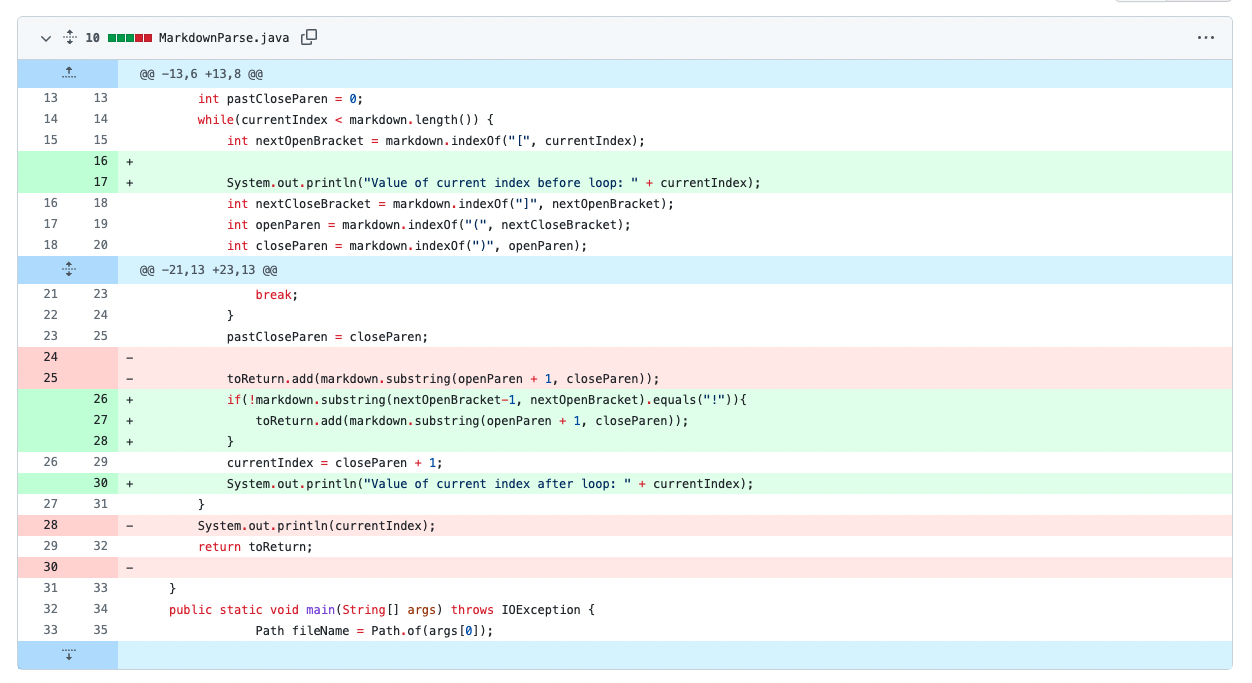 10 MarkdownParse.java
@@ -13,6 +13,8 @@
13 13 int pastCloseParen = 0;
14 14 while(currentIndex < markdown.length()) {
15 15 int nextOpenBracket = markdown.indexOf("[", currentIndex);
16 +
17 + System.out.println("Value of current index before loop: " + currentIndex);
16 18 int nextCloseBracket = markdown.indexOf("]", nextOpenBracket);
17 19 int openParen = markdown.indexOf("(", nextCloseBracket);
18 20 int closeParen = markdown.indexOf(")", openParen);
@@ -21,13 +23,13 @@
21 23 break;
22 24 }
23 25 pastCloseParen = closeParen;
24 -
25 - toReturn.add(markdown.substring(openParen + 1, closeParen));
26 + if(!markdown.substring(nextOpenBracket-1, nextOpenBracket).equals("!")){
27 + toReturn.add(markdown.substring(openParen + 1, closeParen));
28 + }
26 29 currentIndex = closeParen + 1;
30 + System.out.println("Value of current index after loop: " + currentIndex);
27 31 }
28 - System.out.println(currentIndex);
29 32 return toReturn;
30 -
31 33 }
32 34 public static void main(String[] args) throws IOException {
33 35 Path fileName = Path.of(args[0]);